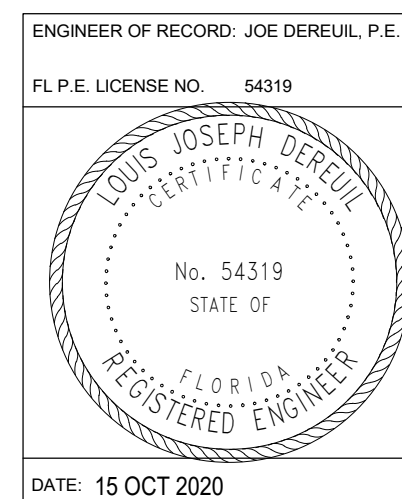 ENGINEER OF RECORD: JOE DEREUIL, P.E.
FL P.E. LICENSE NO. 54319
LOUIS JOSEPH DEREUIL
CERTIFICATE
No. 54319
STATE OF
FLORIDA
REGISTERED ENGINEER
DATE: 15 OCT 2020